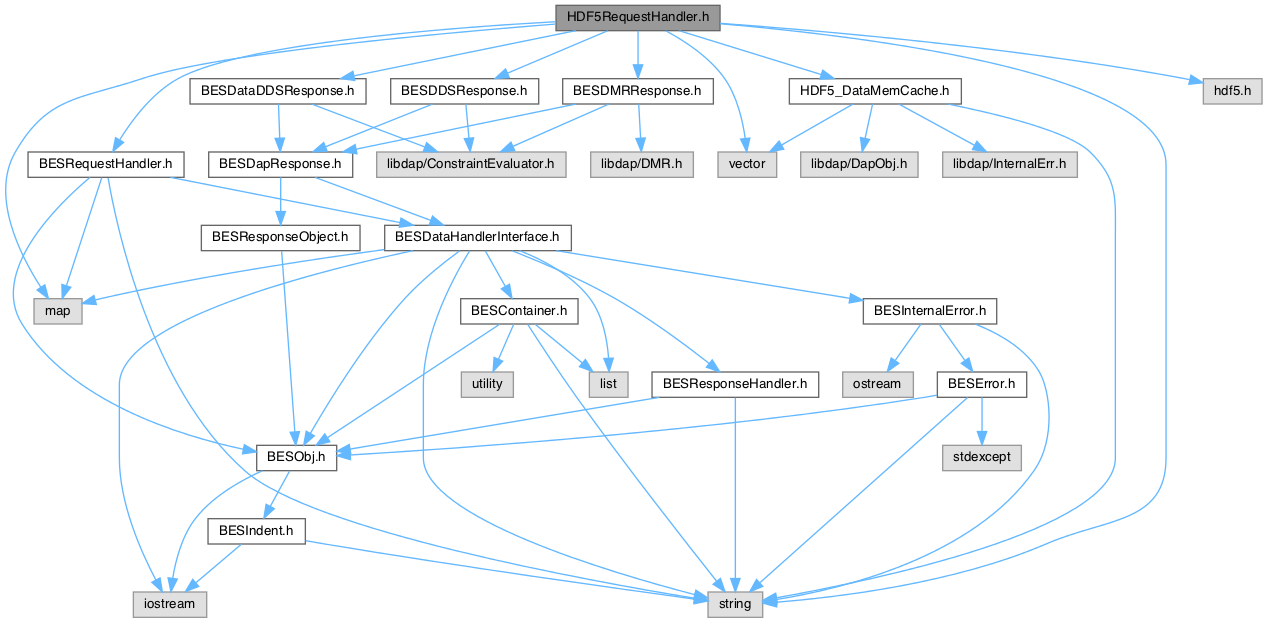 HDF5RequestHandler.h
BESDataDDSResponse.h
BESDDSResponse.h
BESDMRResponse.h
HDF5_DataMemCache.h
hdf5.h
BESRequestHandler.h
BESDapResponse.h
libdap/ConstraintEvaluator.h
libdap/DMR.h
vector
libdap/DapObj.h
libdap/InternalErr.h
BESResponseObject.h
BESDataHandlerInterface.h
map
BESContainer.h
BESInternalError.h
utility
list
BESResponseHandler.h
ostream
BESError.h
BESObj.h
stdexcept
BESIndent.h
iostream
string